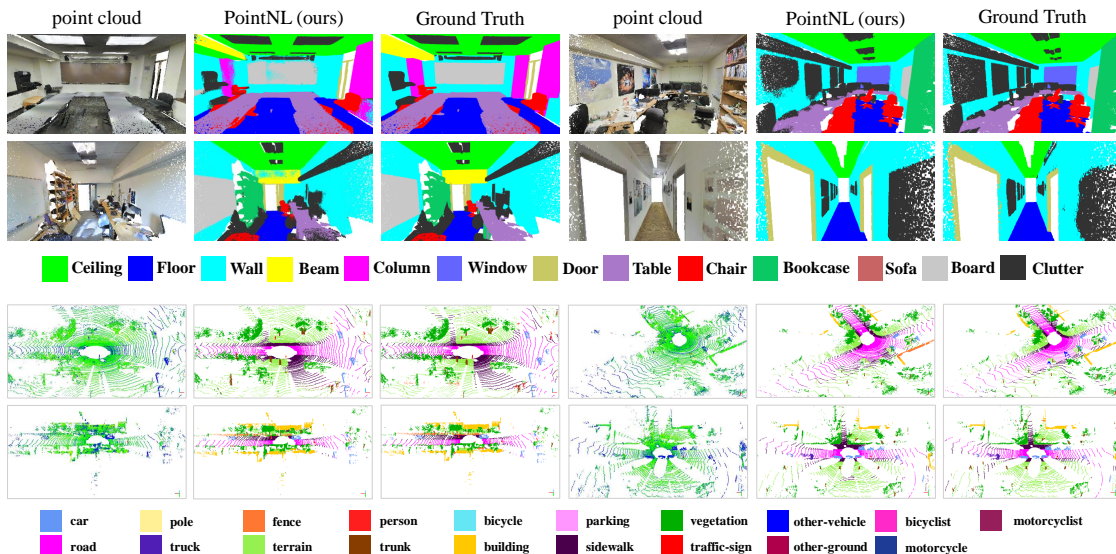 point cloud PointNL (ours) Ground Truth point cloud PointNL (ours) Ground Truth
Ceiling Floor Wall Beam Column Window Door Table Chair Bookcase Sofa Board Clutter
car pole fence person bicycle parking vegetation other-vehicle bicyclist motorcyclist
road truck terrain trunk building sidewalk traffic-sign other-ground motorcycle